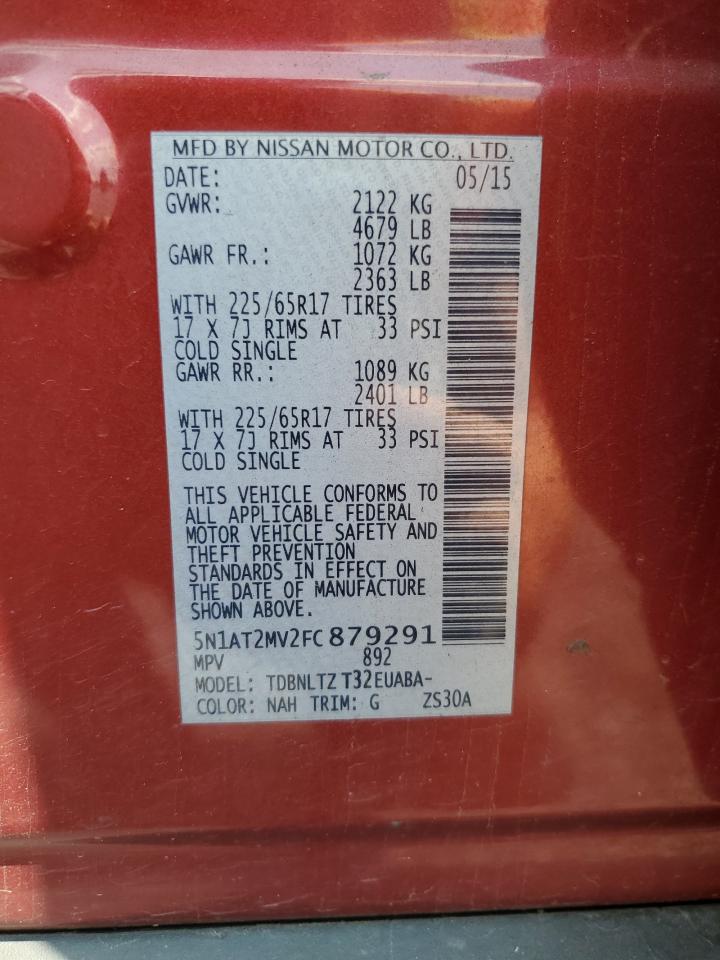 MFD BY NISSAN MOTOR CO., LTD.
DATE: 05/15
GVWR: 2122 KG
4679 LB
GAWR FR.: 1072 KG
2363 LB
WITH 225/65R17 TIRES
17 X 7J RIMS AT 33 PSI
COLD SINGLE
GAWR RR.: 1089 KG
2401 LB
WITH 225/65R17 TIRES
17 X 7J RIMS AT 33 PSI
COLD SINGLE
THIS VEHICLE CONFORMS TO
ALL APPLICABLE FEDERAL
MOTOR VEHICLE SAFETY AND
THEFT PREVENTION
STANDARDS IN EFFECT ON
THE DATE OF MANUFACTURE
SHOWN ABOVE.
5N1AT2MV2FC879291
MPV 892
MODEL: TDBNLTZ T32EUABA-
COLOR: NAH TRIM: G ZS30A